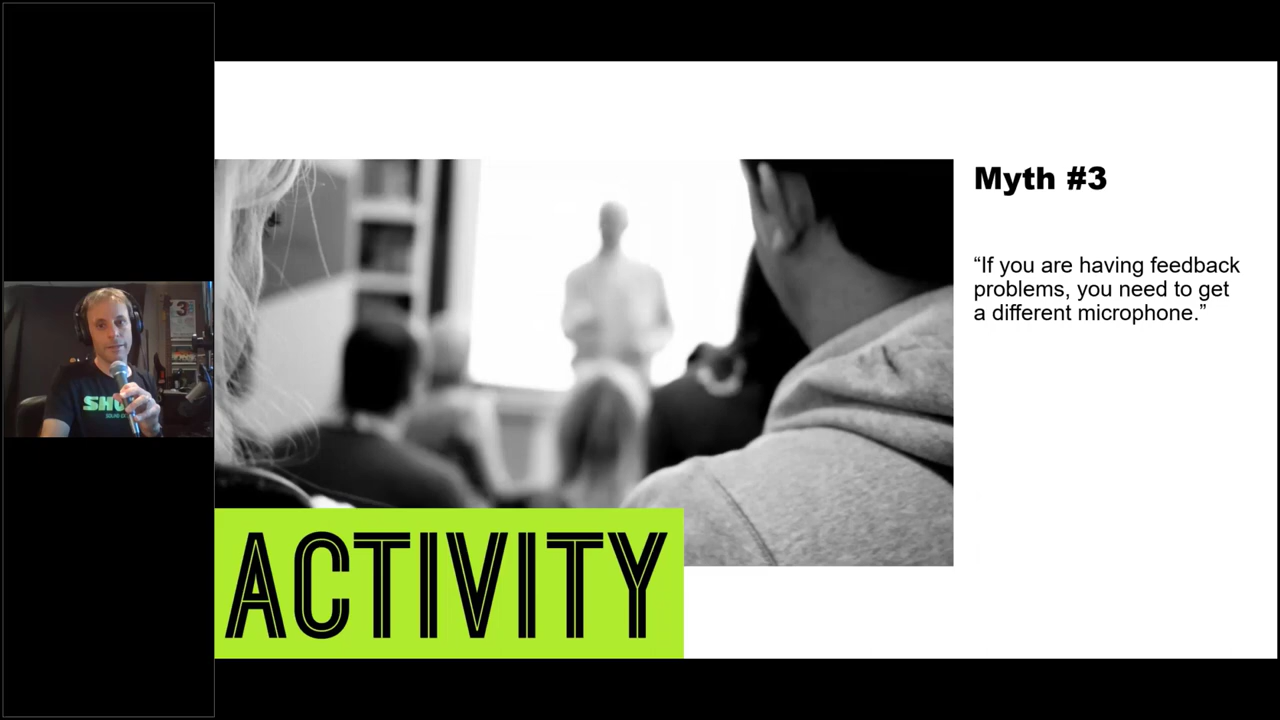 Myth #3
“If you are having feedback
problems, you need to get
a different microphone.”
ACTIVITY